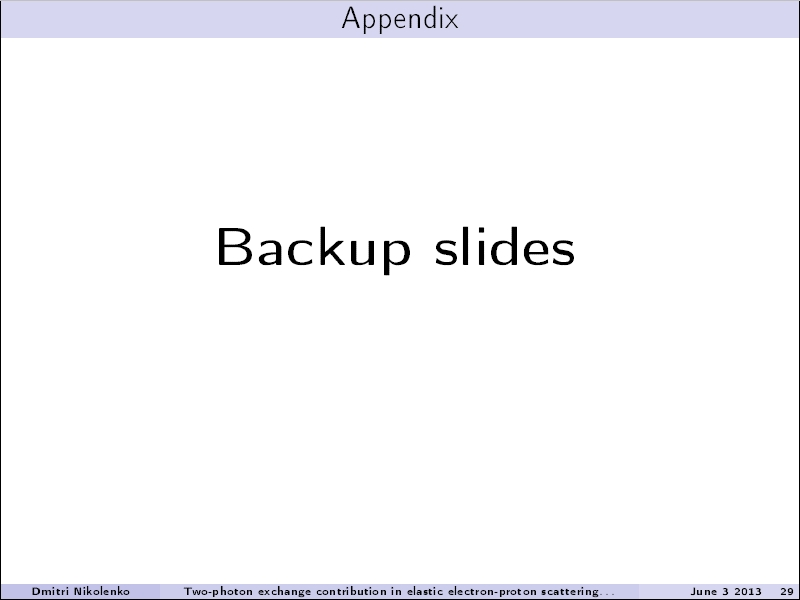 Appendix
Backup slides
Dmitri Nikolenko Two-photon exchange contribution in elastic electron-proton scattering... June 3 2013 29